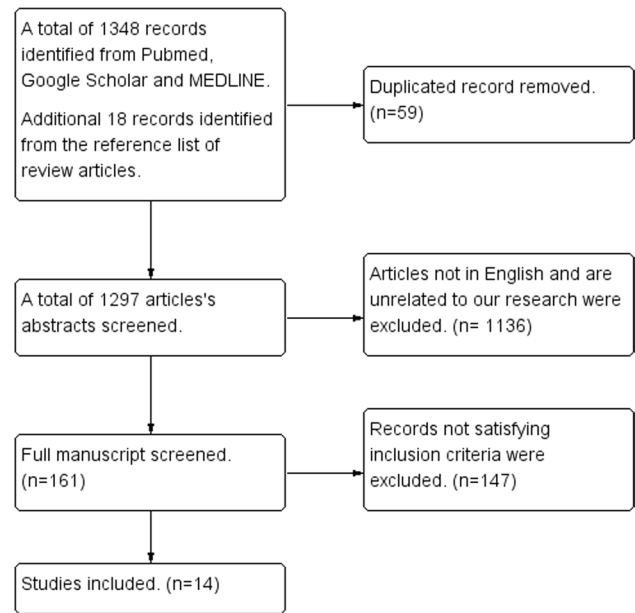 A total of 1348 records
identified from Pubmed,
Google Scholar and MEDLINE.
Additional 18 records identified
from the reference list of
review articles.
Duplicated record removed.
(n=59)
A total of 1297 articles's
abstracts screened.
Articles not in English and are
unrelated to our research were
excluded. (n= 1136)
Full manuscript screened.
(n=161)
Records not satisfying
inclusion criteria were
excluded. (n=147)
Studies included. (n=14)